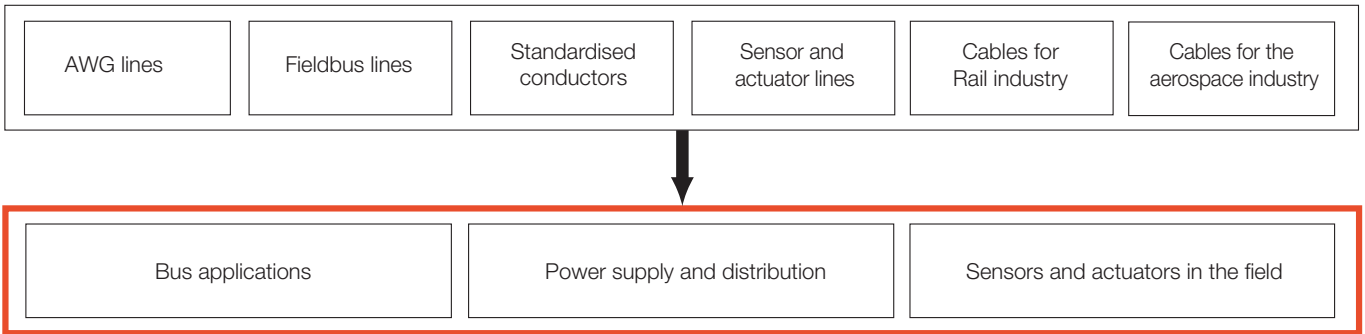 AWG lines
Fieldbus lines
Standardised
conductors
Sensor and
actuator lines
Cables for
Rail industry
Cables for the
aerospace industry
Bus applications
Power supply and distribution
Sensors and actuators in the field